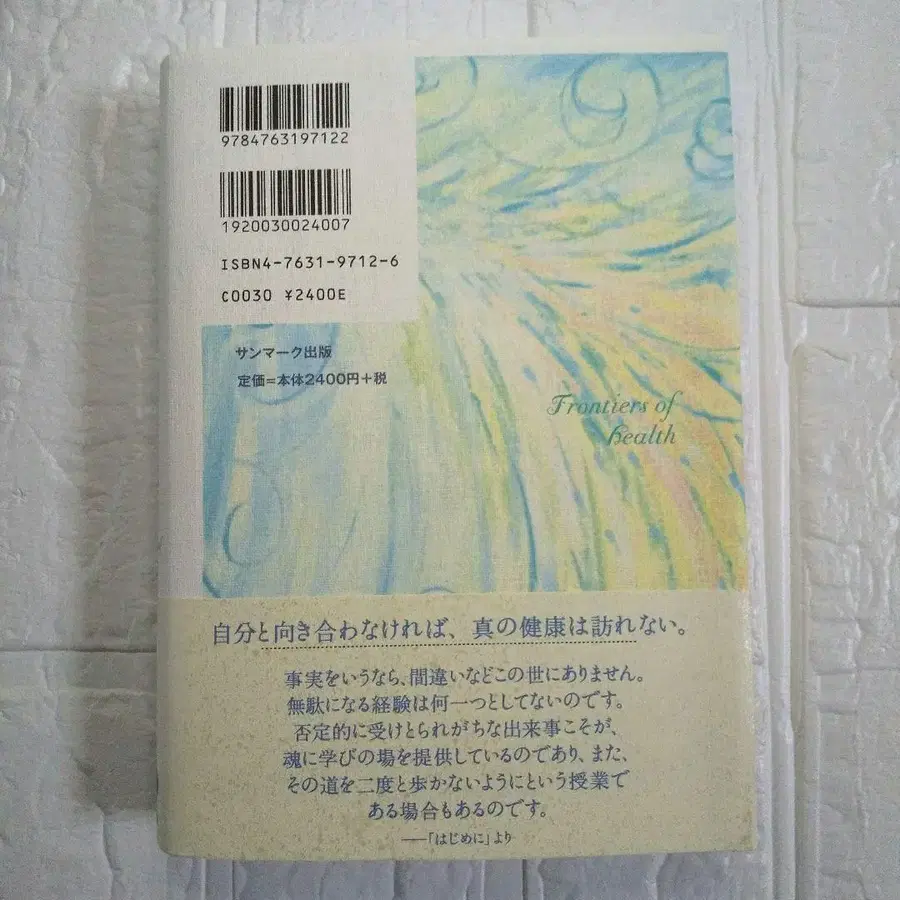 9784763197122
1920030024007
ISBN4-7631-9712-6
C0030 ¥2400E
サンマーク出版
定価=本体2400円+税
Frontiers of
health
自分と向き合わなければ、真の健康は訪れない。
事実をいうなら、間違いなどこの世にありません。
無駄になる経験は何一つとしてないのです。
否定的に受けとられがちな出来事こそが、
魂に学びの場を提供しているのであり、また、
その道を二度と歩かないようにという授業で
ある場合もあるのです。
——「はじめに」より